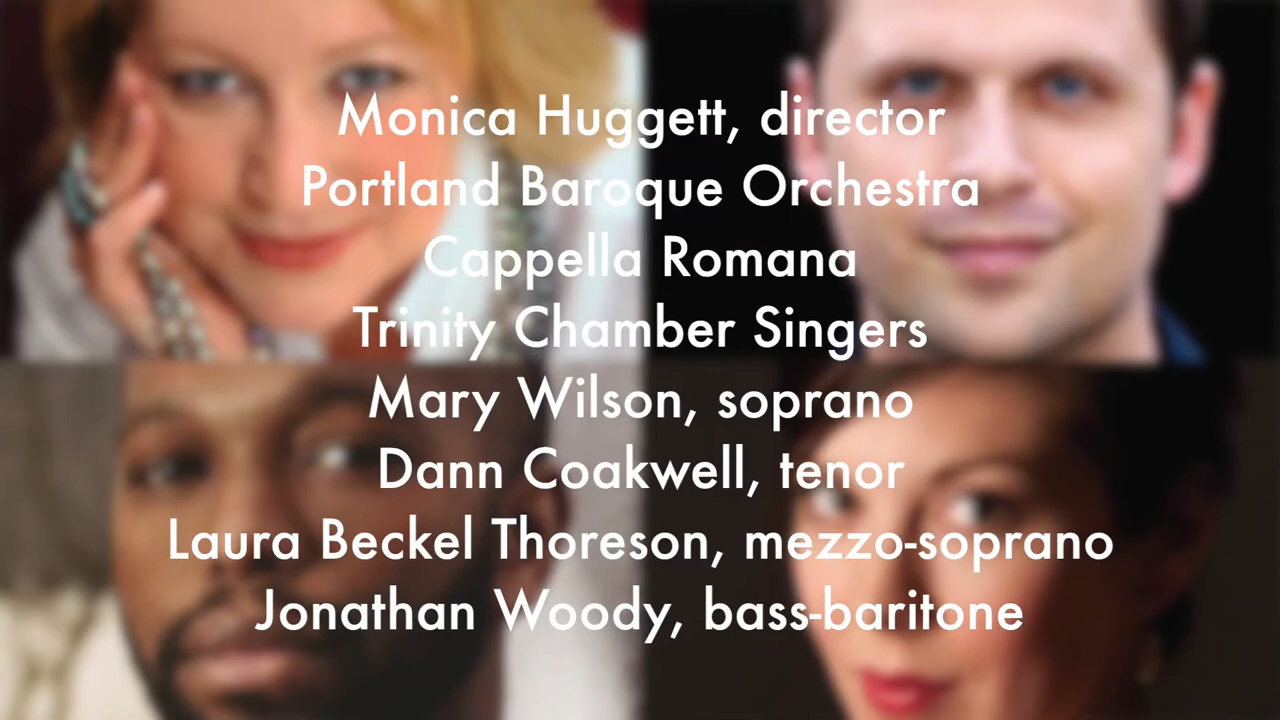 Monica Huggett, director
Portland Baroque Orchestra
Cappella Romana
Trinity Chamber Singers
Mary Wilson, soprano
Dann Coakwell, tenor
Laura Beckel Thoreson, mezzo-soprano
Jonathan Woody, bass-baritone